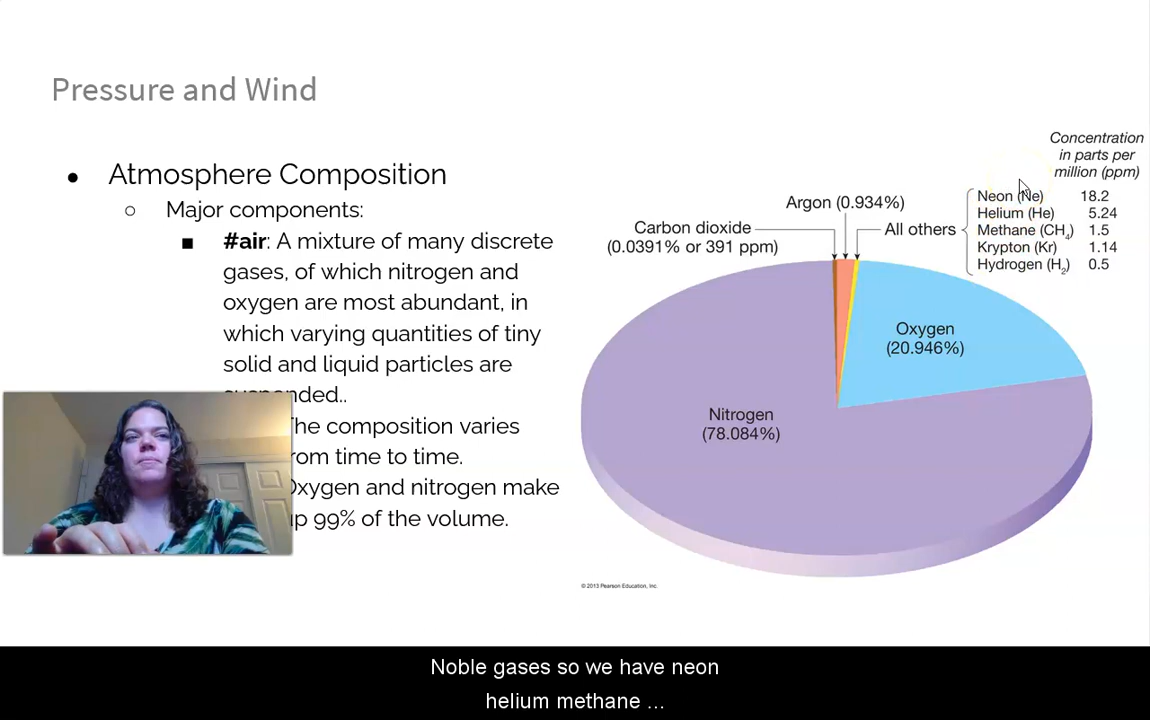 Pressure and Wind
● Atmosphere Composition
○ Major components:
■ #air: A mixture of many discrete
gases, of which nitrogen and
oxygen are most abundant, in
which varying quantities of tiny
solid and liquid particles are
suspended..
The composition varies
from time to time.
Oxygen and nitrogen make
up 99% of the volume.
Concentration
in parts per
million (ppm)
Neon (Ne) 18.2
Helium (He) 5.24
Methane (CH₄) 1.5
Krypton (Kr) 1.14
Hydrogen (H₂) 0.5
All others
Argon (0.934%)
Carbon dioxide
(0.0391% or 391 ppm)
Oxygen
(20.946%)
Nitrogen
(78.084%)
© 2013 Pearson Education, Inc.
Noble gases so we have neon
helium methane ...